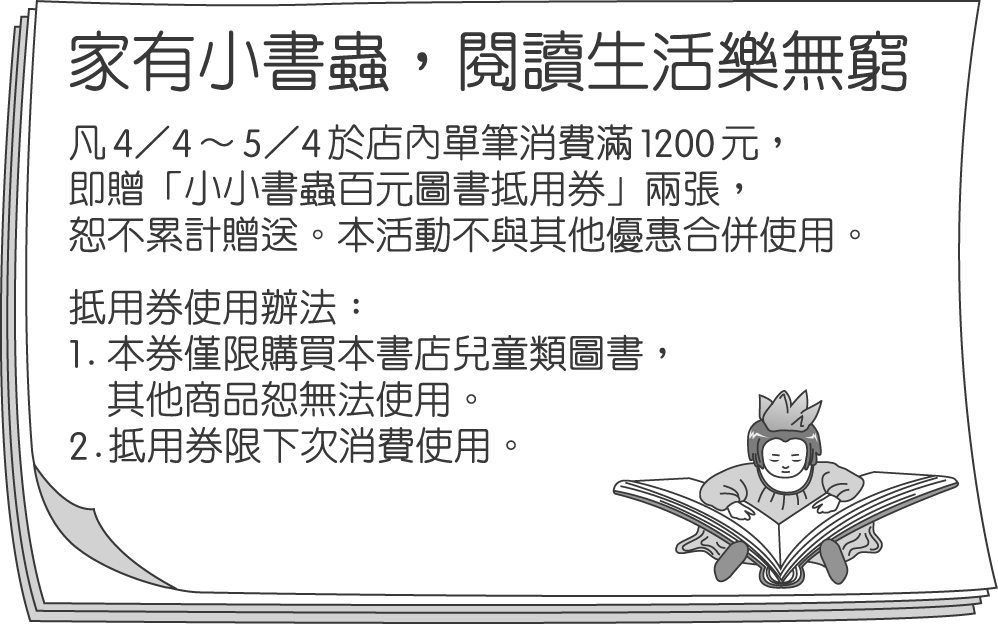 家有小書蟲，閱讀生活樂無窮
凡4／4～5／4於店內單筆消費滿1200元，
即贈「小小書蟲百元圖書抵用券」兩張，
恕不累計贈送。本活動不與其他優惠合併使用。
抵用券使用辦法：
1. 本券僅限購買本書店兒童類圖書，
其他商品恕無法使用。
2.抵用券限下次消費使用。